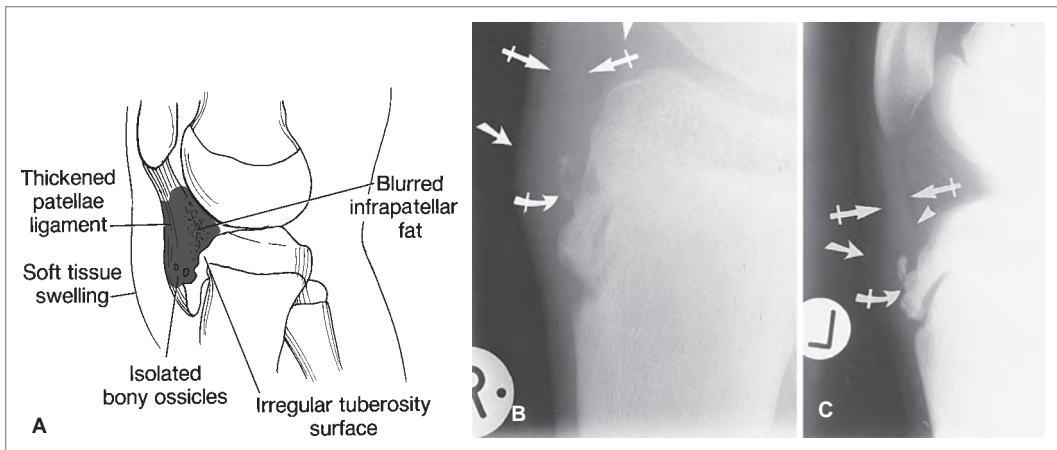 Thickened
patellae
ligament
Soft tissue
swelling
Blurred
infrapatellar
fat
Isolated
bony ossicles
Irregular tuberosity
surface
A
R
B
L
C